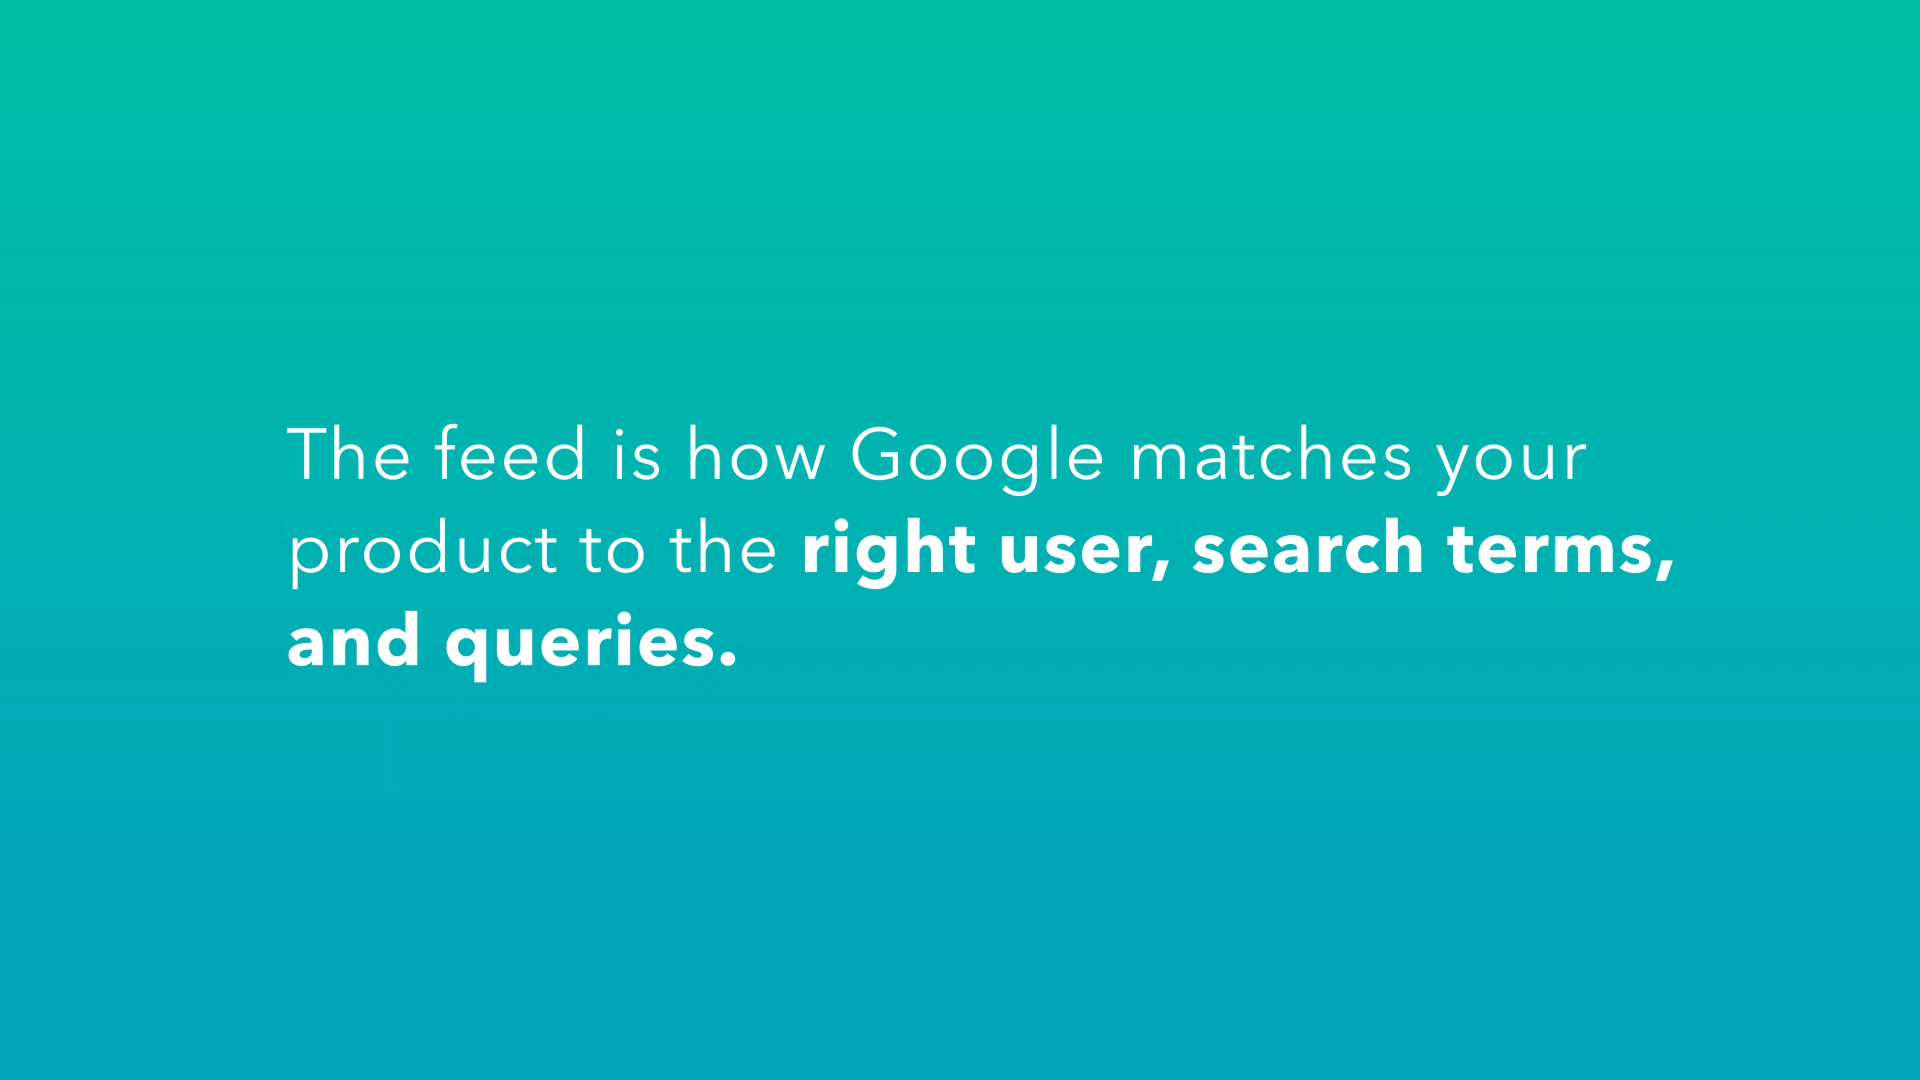 The feed is how Google matches your
product to the right user, search terms,
and queries.